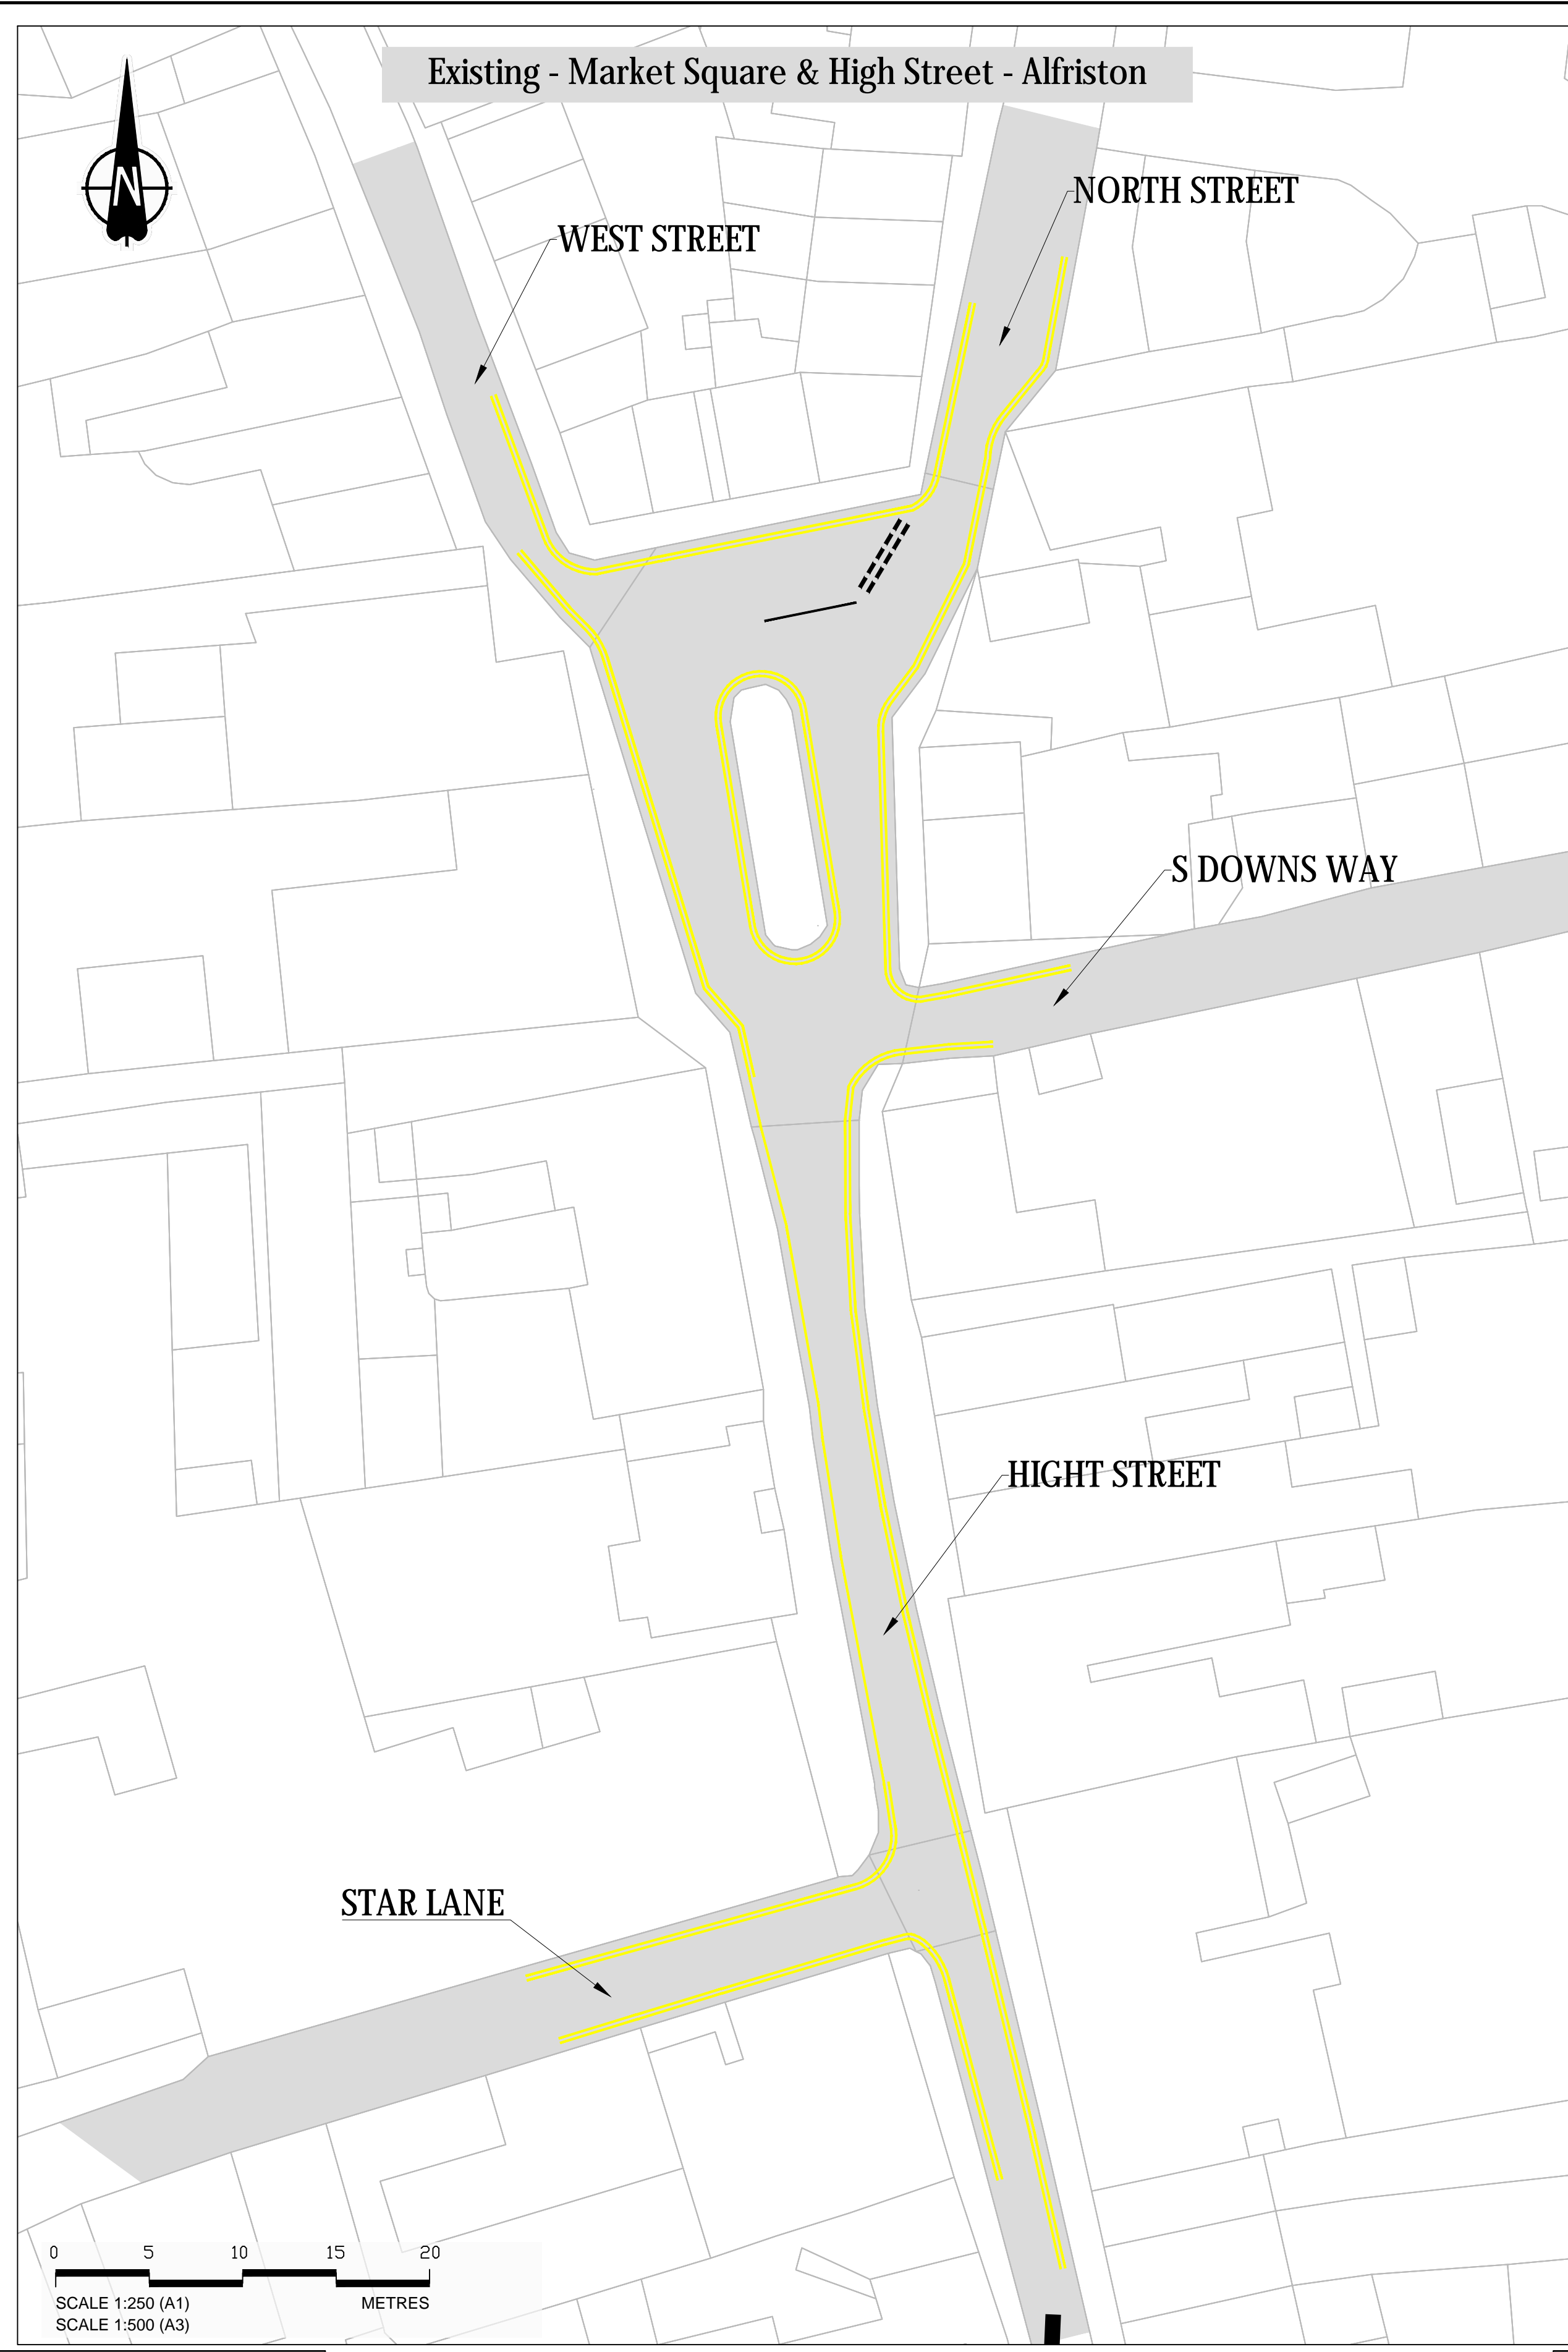 Existing - Market Square & High Street - Alfriston
N
NORTH STREET
WEST STREET
S DOWNS WAY
HIGHT STREET
STAR LANE
0 5 10 15 20
SCALE 1:250 (A1) METRES
SCALE 1:500 (A3)